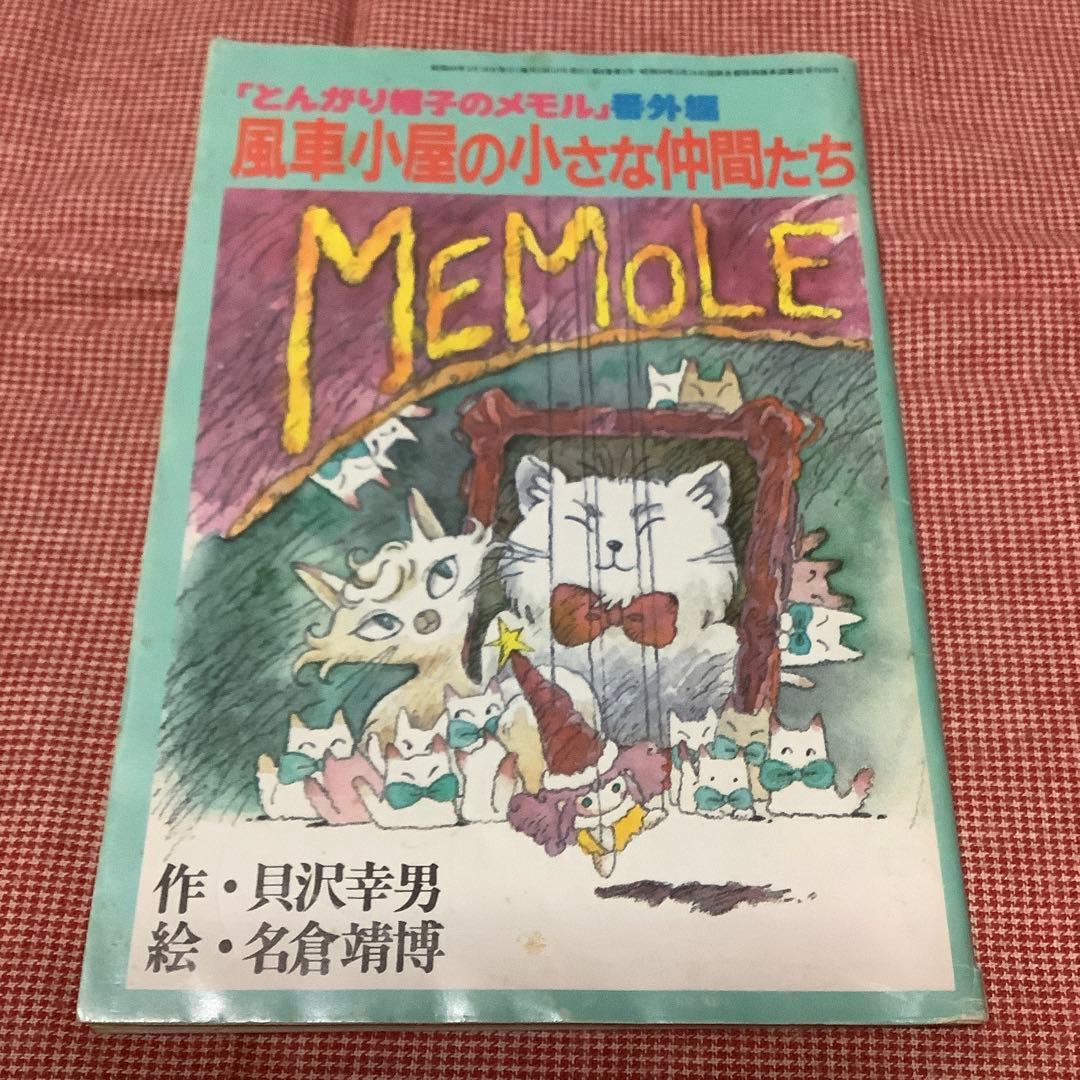 「とんがり帽子のメモル」番外編
風車小屋の小さな仲間たち
MEMOLE
作・貝沢幸男
絵・名倉靖博